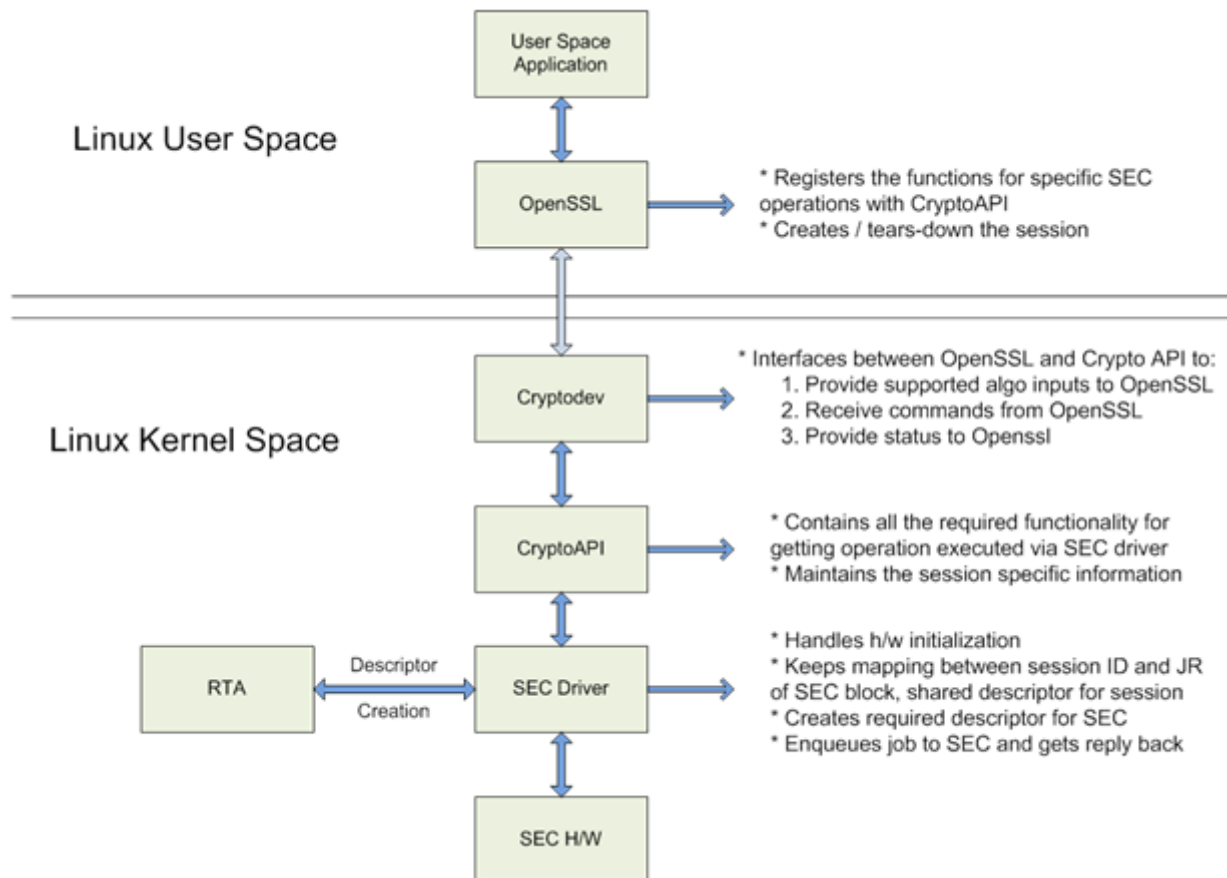 User Space
Application
Linux User Space
OpenSSL
* Registers the functions for specific SEC
operations with CryptoAPI
* Creates / tears-down the session
Cryptodev
* Interfaces between OpenSSL and Crypto API to:
1. Provide supported algo inputs to OpenSSL
2. Receive commands from OpenSSL
3. Provide status to Openssl
Linux Kernel Space
CryptoAPI
* Contains all the required functionality for
getting operation executed via SEC driver
* Maintains the session specific information
RTA
Descriptor
Creation
SEC Driver
* Handles h/w initialization
* Keeps mapping between session ID and JR
of SEC block, shared descriptor for session
* Creates required descriptor for SEC
* Enqueues job to SEC and gets reply back
SEC H/W